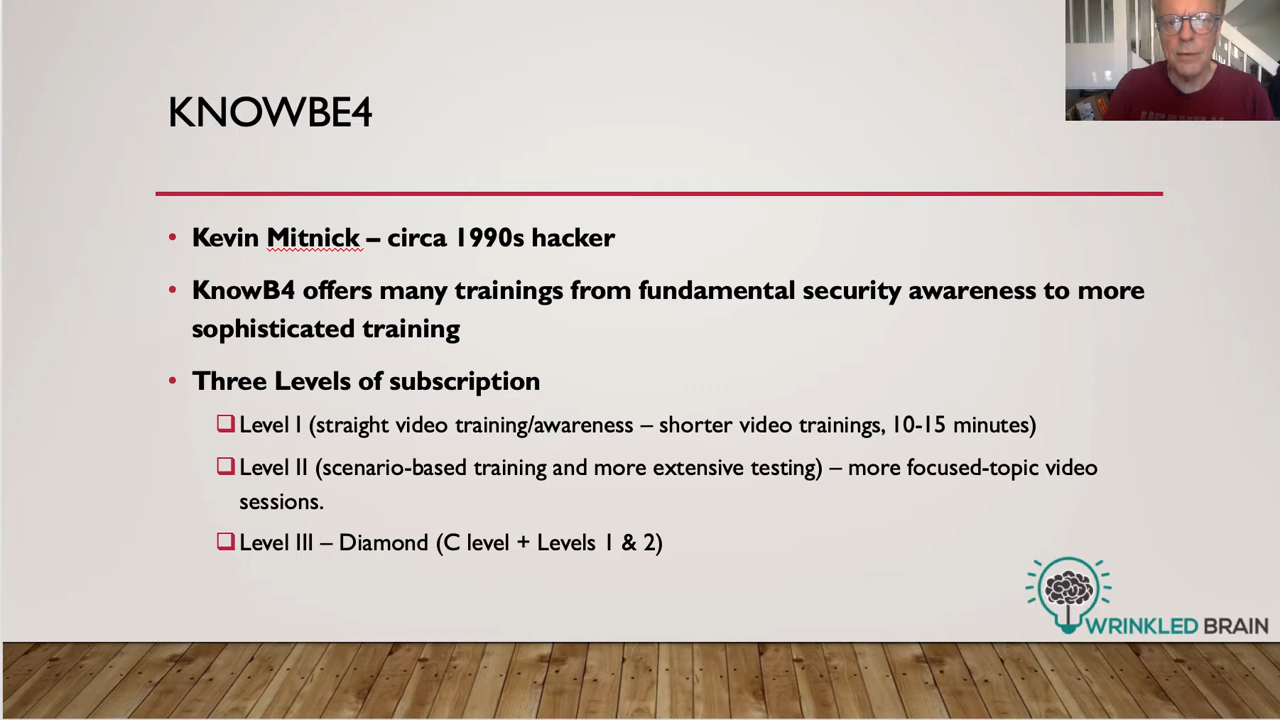 KNOWBE4
• Kevin Mitnick – circa 1990s hacker
• KnowB4 offers many trainings from fundamental security awareness to more
sophisticated training
• Three Levels of subscription
❑ Level I (straight video training/awareness – shorter video trainings, 10-15 minutes)
❑ Level II (scenario-based training and more extensive testing) – more focused-topic video
sessions.
❑ Level III – Diamond (C level + Levels 1 & 2)
WRINKLED BRAIN